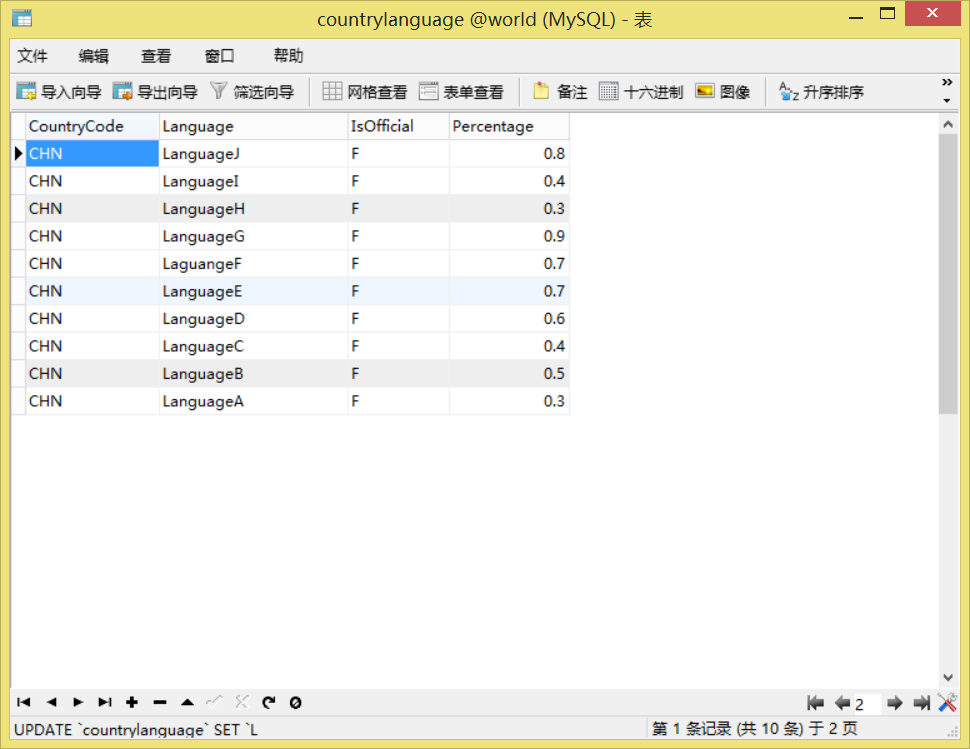 countrylanguage @world (MySQL) - 表
文件 编辑 查看 窗口 帮助
导入向导 导出向导 筛选向导 网格查看 表单查看 备注 十六进制 图像 升序排序
CountryCode Language IsOfficial Percentage
CHN LanguageJ F 0.8
CHN LanguageI F 0.4
CHN LanguageH F 0.3
CHN LanguageG F 0.9
CHN LaguangeF F 0.7
CHN LanguageE F 0.7
CHN LanguageD F 0.6
CHN LanguageC F 0.4
CHN LanguageB F 0.5
CHN LanguageA F 0.3
2
UPDATE `countrylanguage` SET `L 第 1 条记录 (共 10 条) 于 2 页